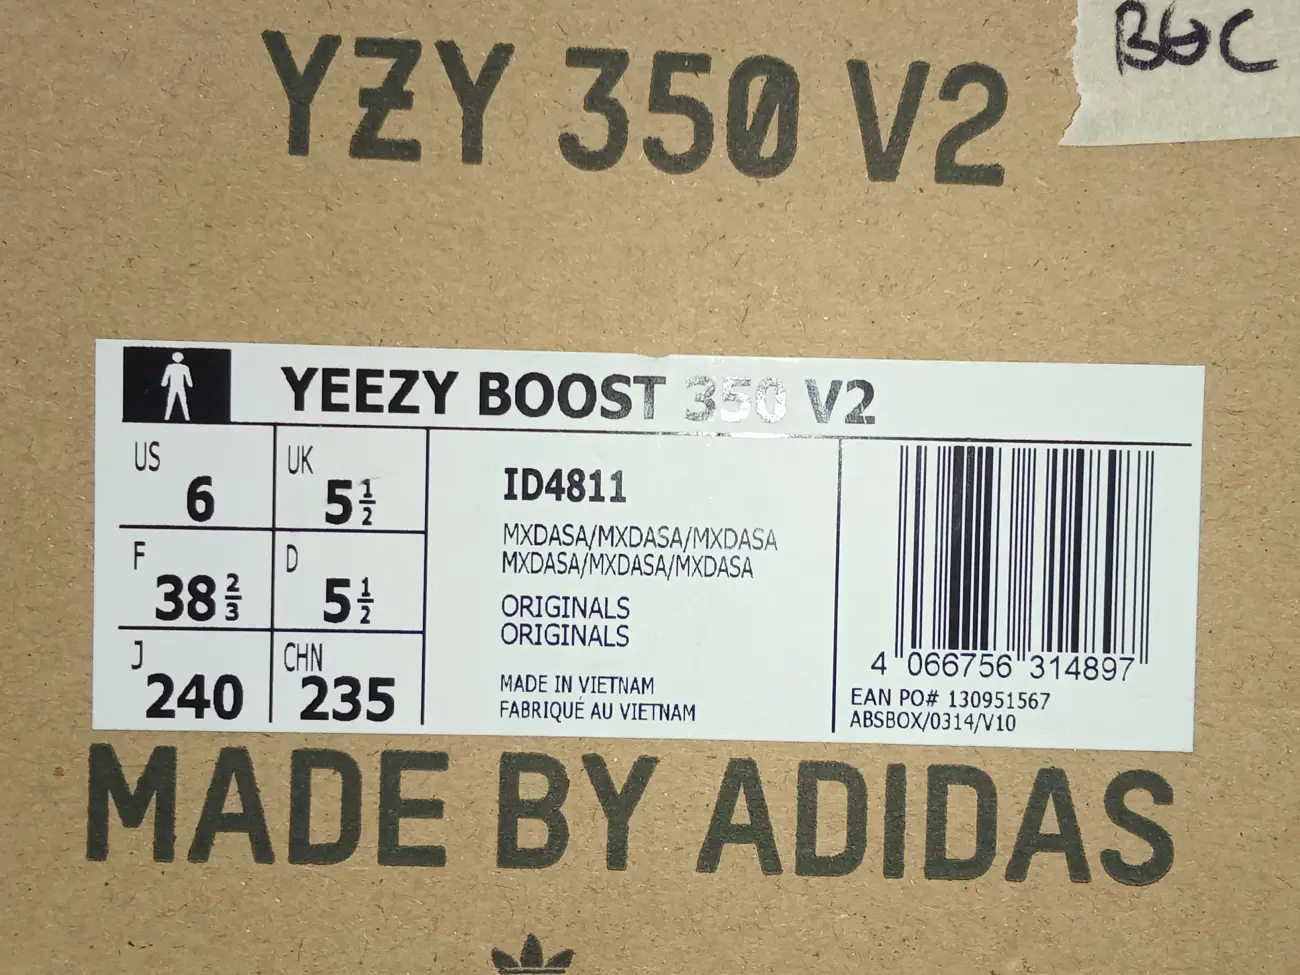 BGC
YZY 350 V2
YEEZY BOOST 350 V2
US 6
UK 5 1/2
F 38 2/3
D 5 1/2
J 240
CHN 235
ID4811
MXDASA/MXDASA/MXDASA
MXDASA/MXDASA/MXDASA
ORIGINALS
ORIGINALS
MADE IN VIETNAM
FABRIQUÉ AU VIETNAM
4 066756 314897
EAN PO# 130951567
ABSBOX/0314/V10
MADE BY ADIDAS